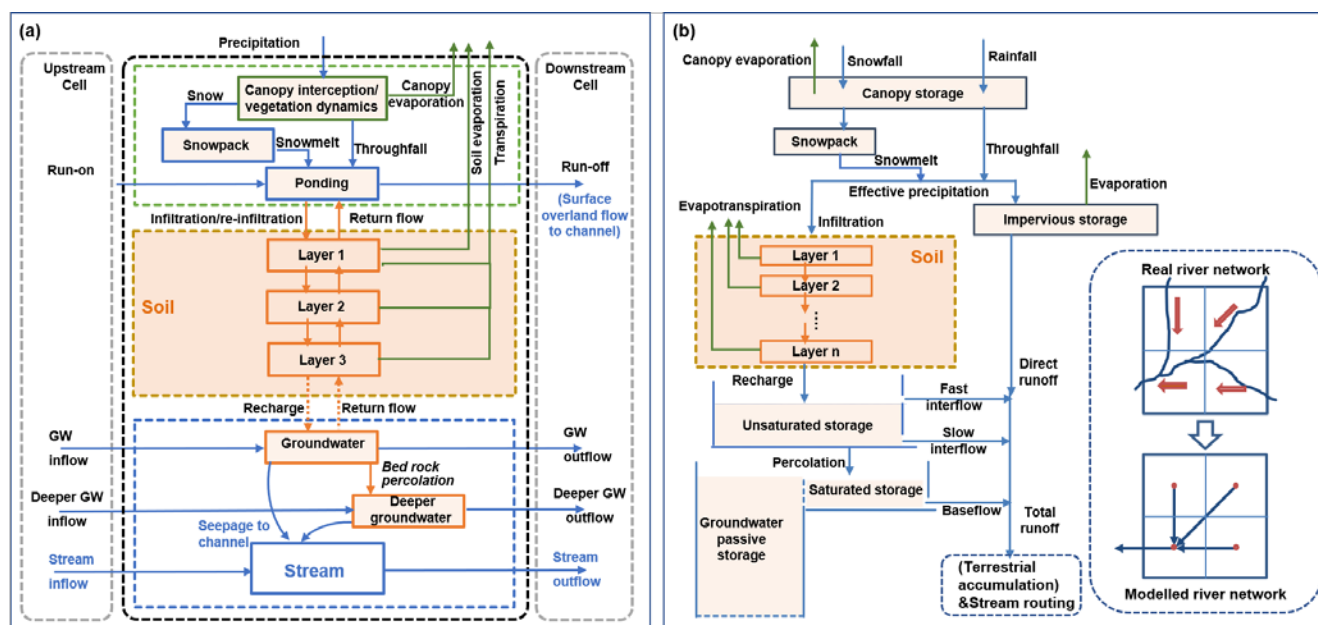 (a)
Precipitation
Upstream
Cell
Downstream
Cell
Snow
Canopy interception/
vegetation dynamics
Canopy
evaporation
Soil evaporation
Transpiration
Snowpack
Snowmelt
Throughfall
Run-on
Ponding
Run-off
(Surface
overland flow
to channel)
Infiltration/re-infiltration
Return flow
Soil
Layer 1
Layer 2
Layer 3
Recharge
Return flow
GW
inflow
Groundwater
GW
outflow
Bed rock
percolation
Deeper GW
inflow
Deeper
groundwater
Deeper GW
outflow
Seepage to
channel
Stream
inflow
Stream
Stream
outflow
(b)
Canopy evaporation
Snowfall
Rainfall
Canopy storage
Snowpack
Snowmelt
Throughfall
Effective precipitation
Evaporation
Evapotranspiration
Infiltration
Impervious storage
Soil
Layer 1
Layer 2
....
Layer n
Recharge
Direct
runoff
Fast
interflow
Unsaturated storage
Slow
interflow
Percolation
Saturated storage
Baseflow
Groundwater
passive
storage
Total
runoff
(Terrestrial
accumulation)
&Stream routing
Real river network
Modelled river network